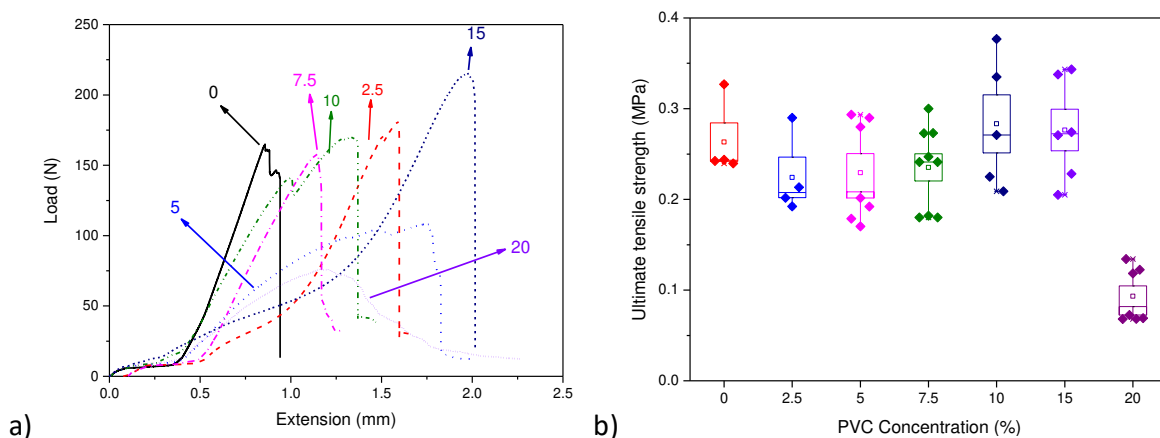 250
200
150
100
50
0
Load (N)
0
7.5
10
2.5
15
5
20
0.0 0.5 1.0 1.5 2.0 2.5
Extension (mm)
a)
0.4
0.3
0.2
0.1
0.0
Ultimate tensile strength (MPa)
0 2.5 5 7.5 10 15 20
PVC Concentration (%)
b)